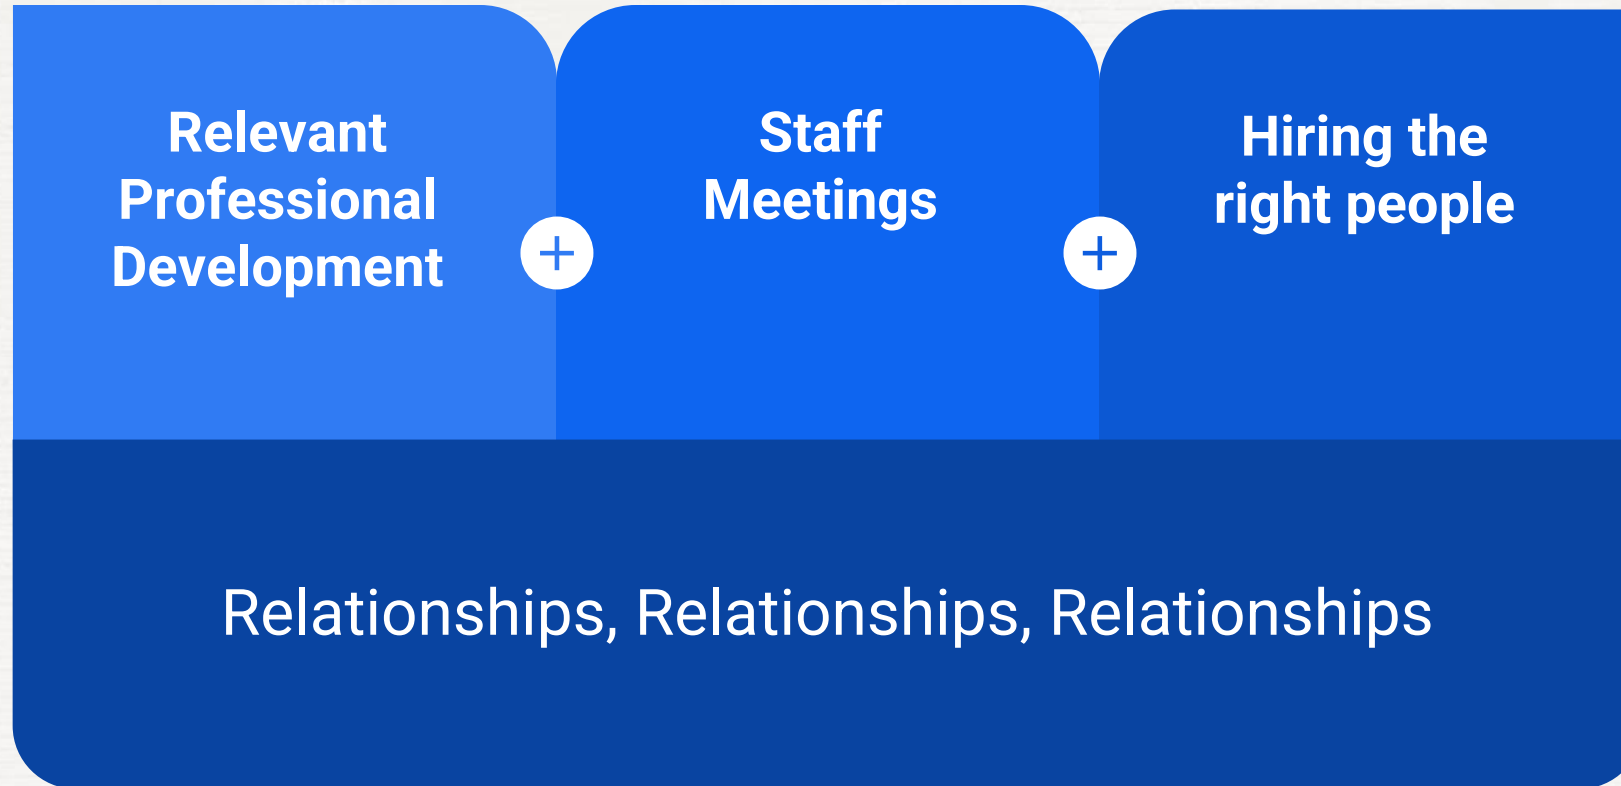 Relevant
Professional
Development
+
Staff
Meetings
+
Hiring the
right people
Relationships, Relationships, Relationships